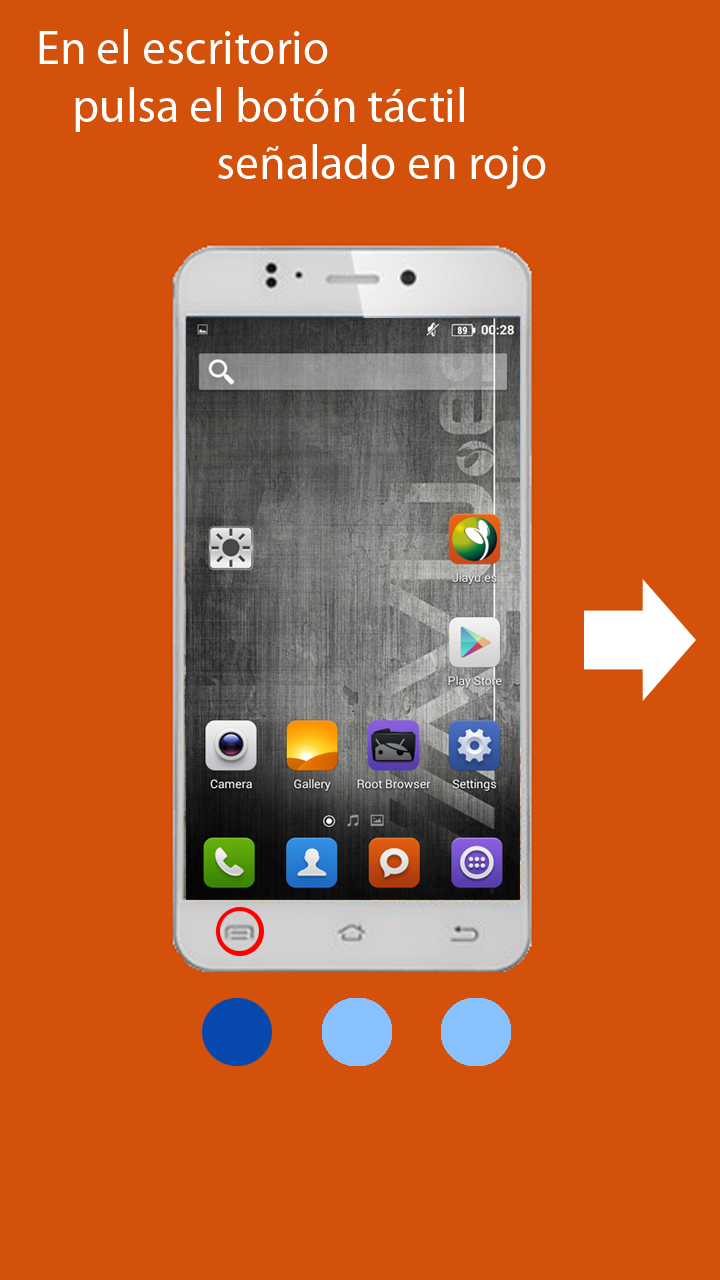 En el escritorio
pulsa el botón táctil
señalado en rojo
89 00:28
Jiayu.es
Play Store
Camera Gallery Root Browser Settings